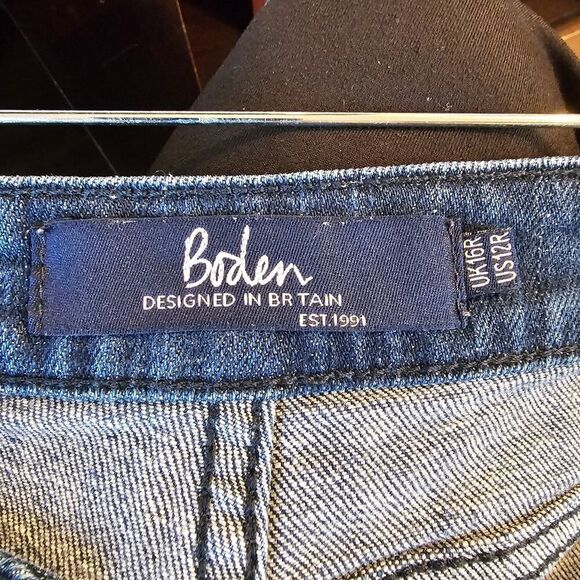 Boden
DESIGNED IN BR TAIN
EST.1991
UK16R
US12R